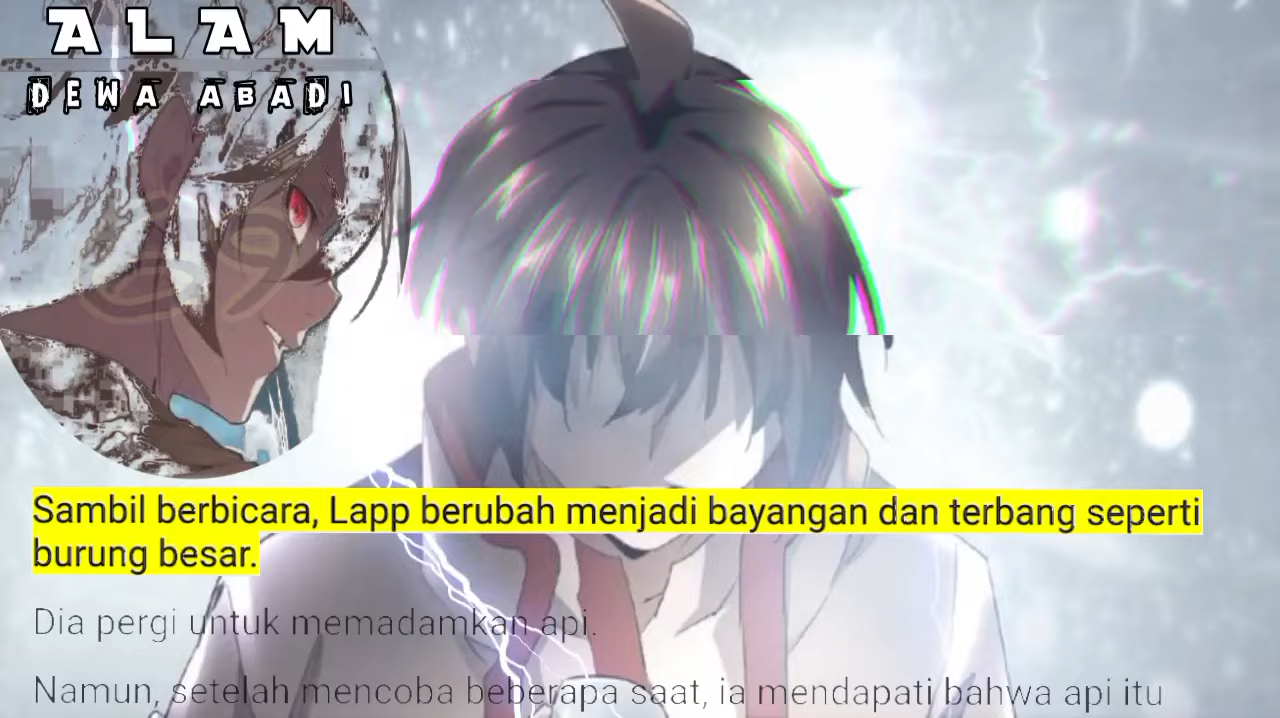 ALAM
DEWA ABADI
Sambil berbicara, Lapp berubah menjadi bayangan dan terbang seperti
burung besar.
Dia pergi untuk memadamkan api.
Namun, setelah mencoba beberapa saat, ia mendapati bahwa api itu